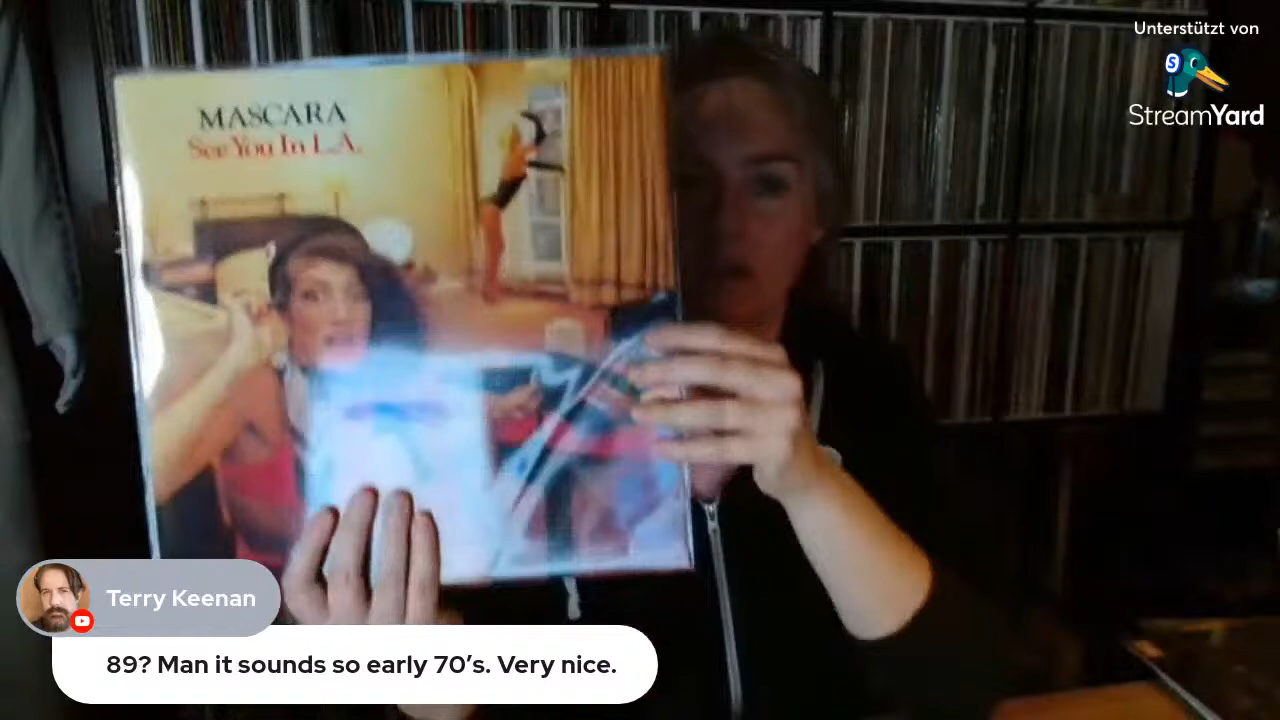 Unterstützt von
StreamYard
MASCARA
See You In L.A.
Terry Keenan
89? Man it sounds so early 70’s. Very nice.